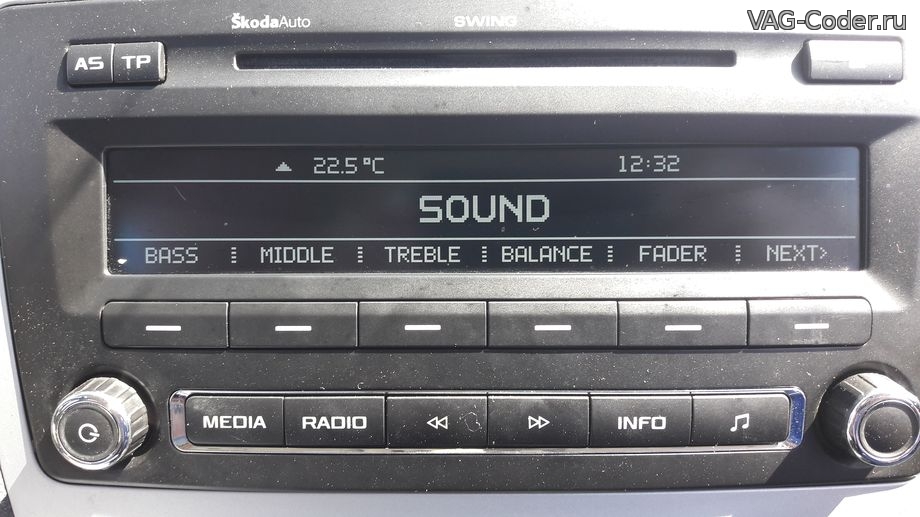 VAG-Coder.ru
ŠkodaAuto SWING
AS TP
22.5°C 12:32
SOUND
BASS MIDDLE TREBLE BALANCE FADER NEXT>
MEDIA RADIO INFO